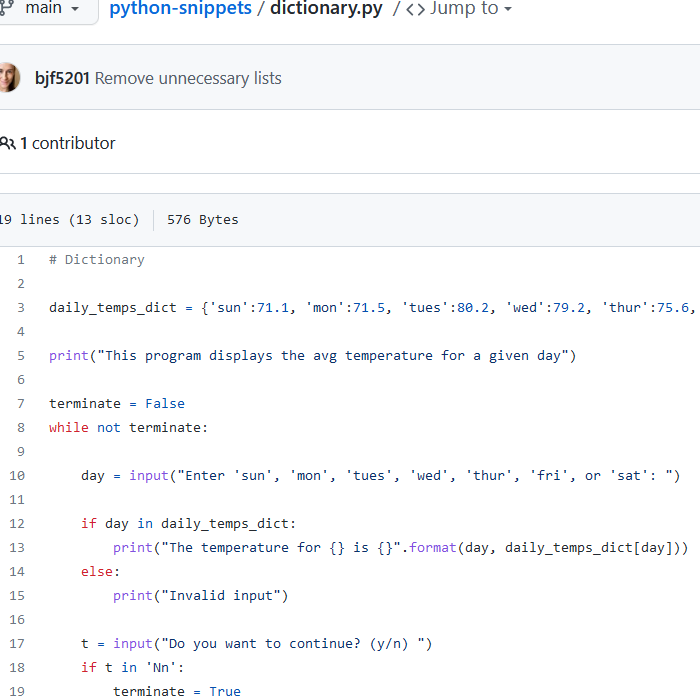 main python-snippets / dictionary.py / <> Jump to
bjf5201 Remove unnecessary lists
1 contributor
19 lines (13 sloc) 576 Bytes
1 # Dictionary
2
3 daily_temps_dict = {'sun':71.1, 'mon':71.5, 'tues':80.2, 'wed':79.2, 'thur':75.6,
4
5 print("This program displays the avg temperature for a given day")
6
7 terminate = False
8 while not terminate:
9
10     day = input("Enter 'sun', 'mon', 'tues', 'wed', 'thur', 'fri', or 'sat': ")
11
12     if day in daily_temps_dict:
13         print("The temperature for {} is {}".format(day, daily_temps_dict[day]))
14     else:
15         print("Invalid input")
16
17     t = input("Do you want to continue? (y/n) ")
18     if t in 'Nn':
19         terminate = True